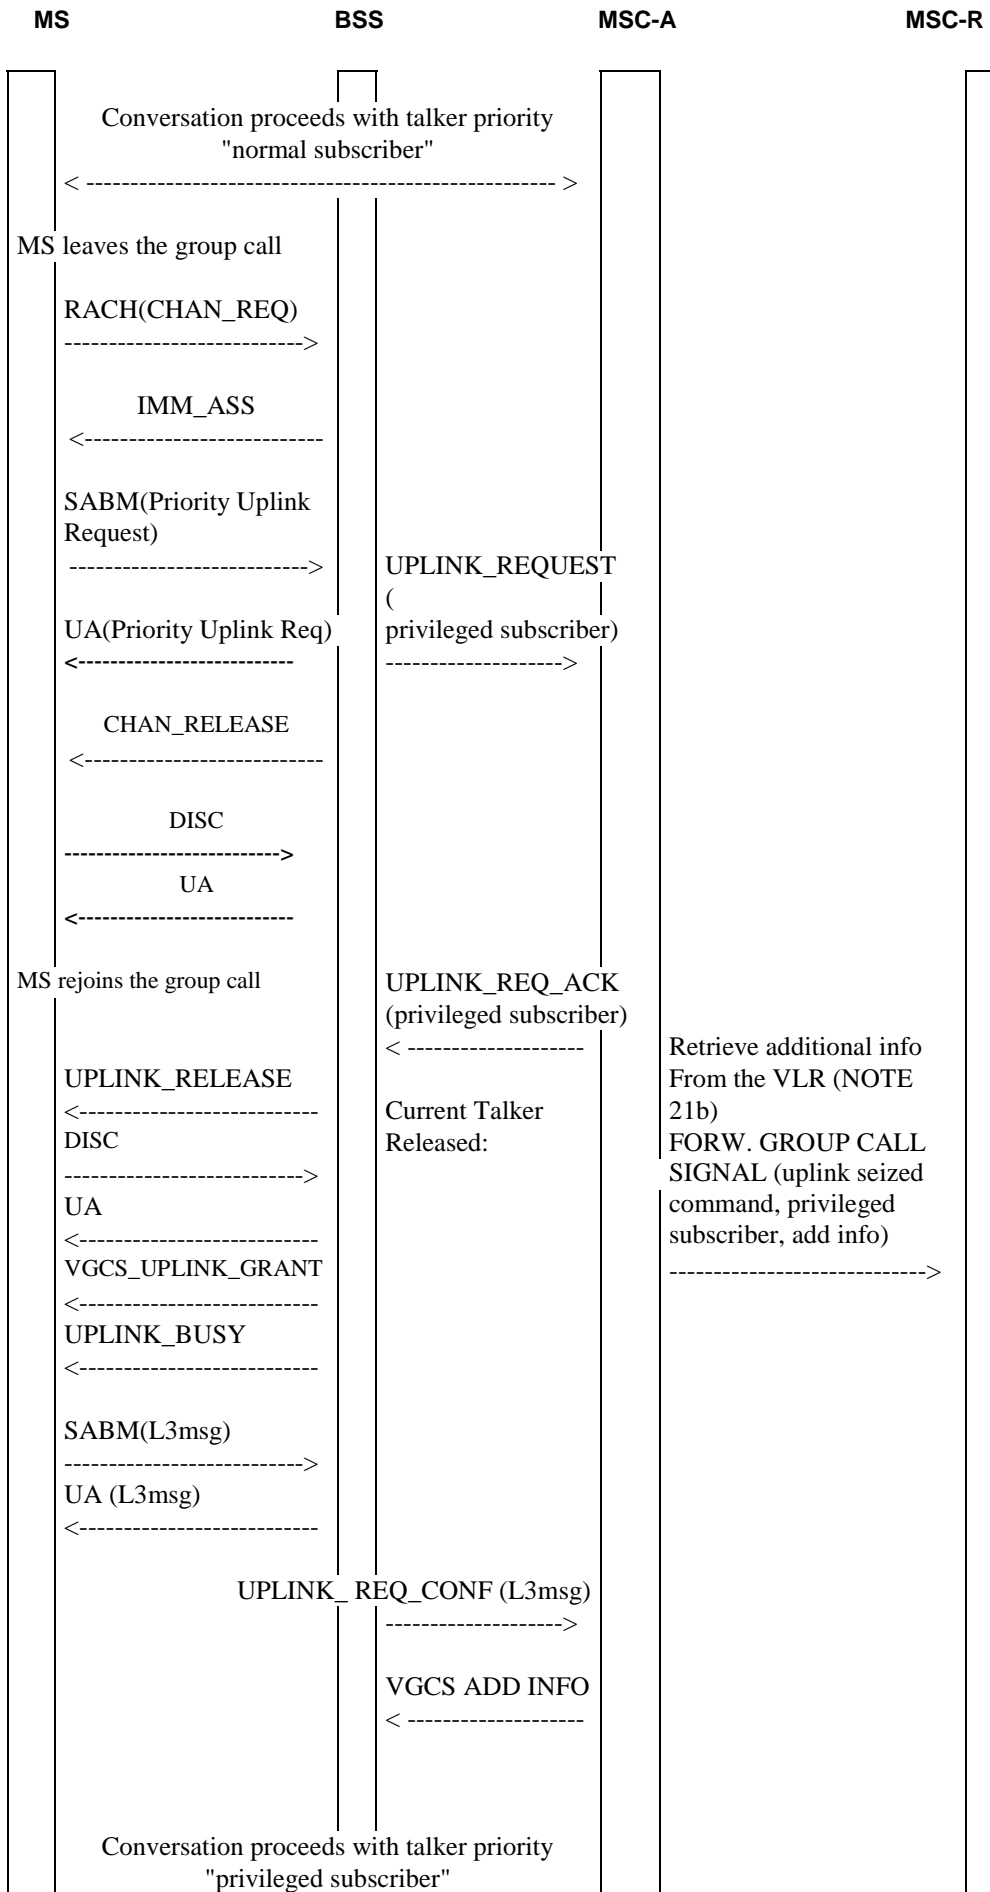 MS BSS MSC-A MSC-R
Conversation proceeds with talker priority
"normal subscriber"
< ----------------------------------------------------- >
MS leaves the group call
RACH(CHAN_REQ)
--------------------------->
IMM_ASS
<---------------------------
SABM(Priority Uplink
Request)
--------------------------->
UPLINK_REQUEST
(
privileged subscriber)
-------------------->
UA(Priority Uplink Req)
<---------------------------
CHAN_RELEASE
<---------------------------
DISC
--------------------------->
UA
<---------------------------
MS rejoins the group call
UPLINK_REQ_ACK
(privileged subscriber)
< --------------------
Retrieve additional info
From the VLR (NOTE
21b)
FORW. GROUP CALL
SIGNAL (uplink seized
command, privileged
subscriber, add info)
----------------------------->
UPLINK_RELEASE
<---------------------------
Current Talker
Released:
DISC
--------------------------->
UA
<---------------------------
VGCS_UPLINK_GRANT
<---------------------------
UPLINK_BUSY
<---------------------------
SABM(L3msg)
--------------------------->
UA (L3msg)
<---------------------------
UPLINK_ REQ_CONF (L3msg)
-------------------->
VGCS ADD INFO
< --------------------
Conversation proceeds with talker priority
"privileged subscriber"